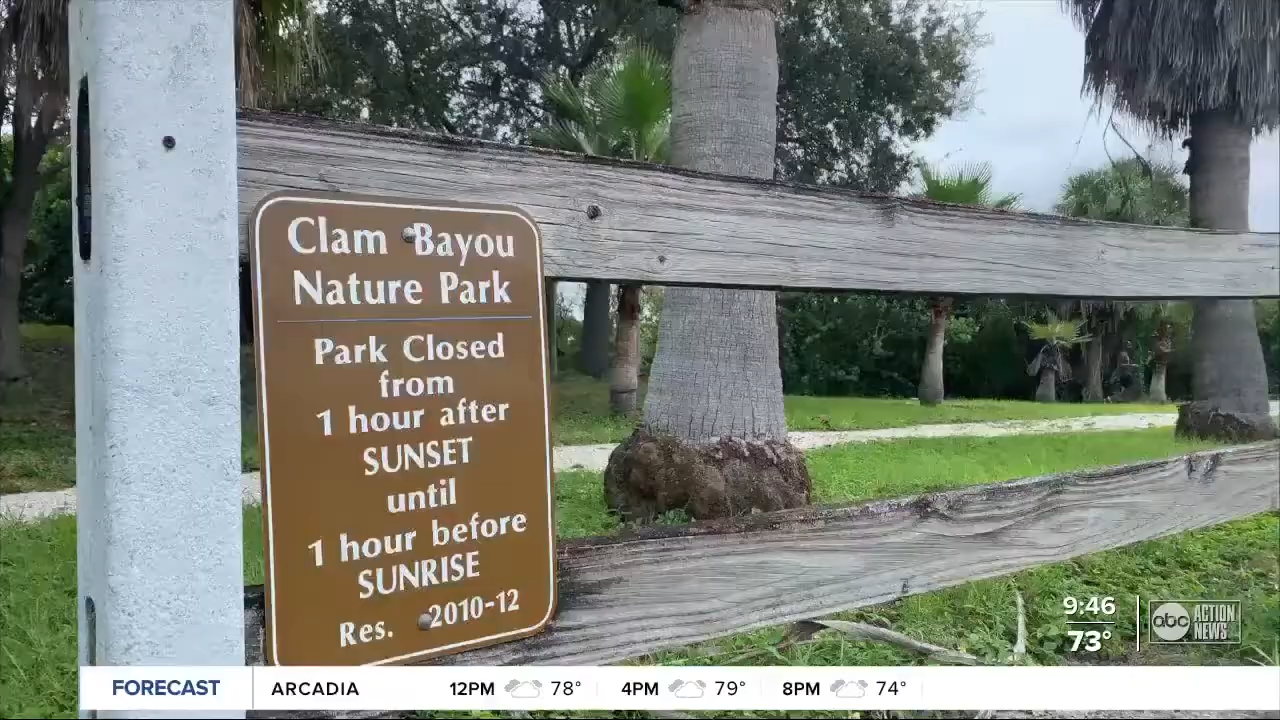 Clam Bayou
Nature Park
Park Closed
from
1 hour after
SUNSET
until
1 hour before
SUNRISE
Res. 2010-12
9:46
73°
abc ACTION NEWS
FORECAST ARCADIA 12PM 78° 4PM 79° 8PM 74°